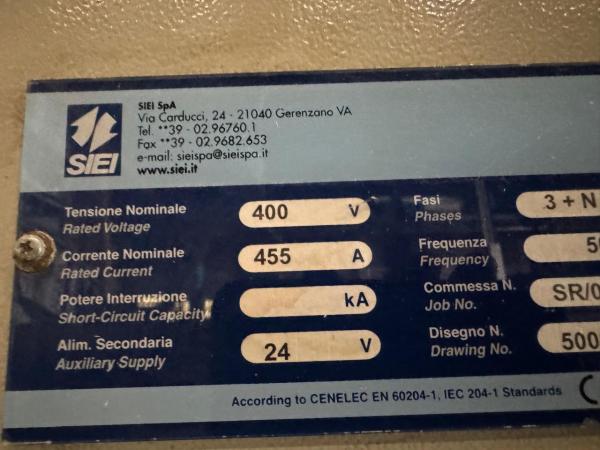 SIEI
SIEI SpA
Via Carducci, 24 - 21040 Gerenzano VA
Tel. **39 - 02.96760.1
Fax **39 - 02.9682.653
e-mail: sieispa@sieispa.it
www.siei.it
Tensione Nominale
Rated Voltage
400 V
Corrente Nominale
Rated Current
455 A
Potere Interruzione
Short-Circuit Capacity
kA
Alim. Secondaria
Auxiliary Supply
24 V
Fasi
Phases
3 + N
Frequenza
Frequency
Commessa N.
Job No.
SR/0
Disegno N.
Drawing No.
500
According to CENELEC EN 60204-1, IEC 204-1 Standards